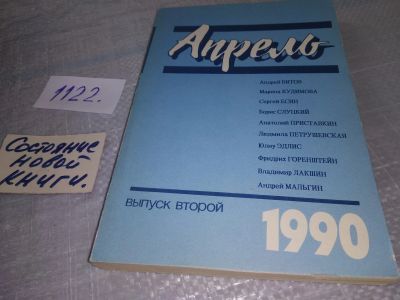 Апрель
1122.
Состояние
новой
книги.
Андрей БИТОВ
Марина КУДИМОВА
Сергей ЕСИН
Борис СЛУЦКИЙ
Анатолий ПРИСТАВКИН
Людмила ПЕТРУШЕВСКАЯ
Юлиу ЭДЛИС
Фридрих ГОРЕНШТЕЙН
Владимир ЛАКШИН
Андрей МАЛЬГИН
ВЫПУСК ВТОРОЙ
1990